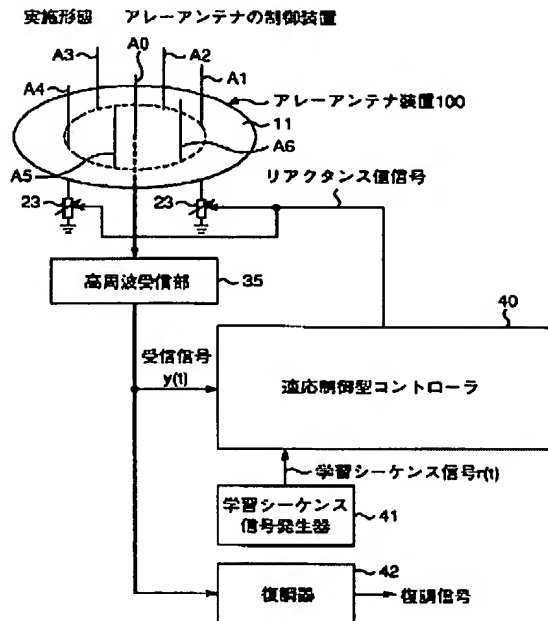 実施形態 アレーアンテナの制御装置
A0
A3
A2
A4
A1
アレーアンテナ装置100
11
A5
A6
リアクタンス値信号
23
23
高周波受信部
35
40
受信信号
y(t)
適応制御型コントローラ
学習シーケンス信号r(t)
学習シーケンス
信号発生器
41
42
復調器
復調信号